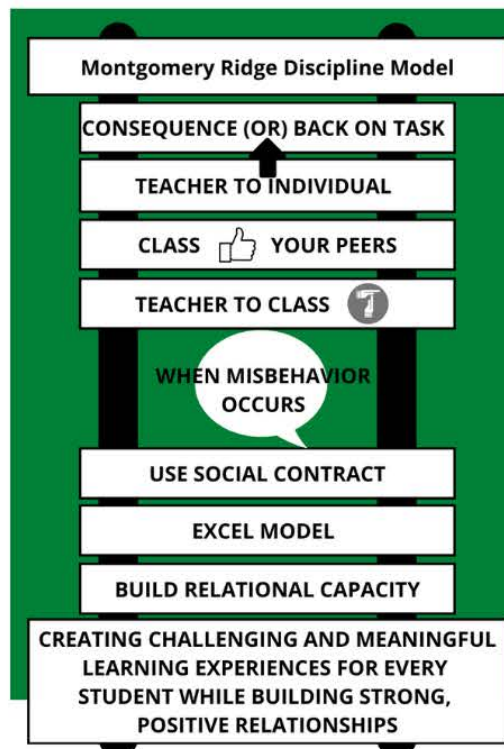 Montgomery Ridge Discipline Model
CONSEQUENCE (OR) BACK ON TASK
TEACHER TO INDIVIDUAL
CLASS YOUR PEERS
TEACHER TO CLASS
WHEN MISBEHAVIOR
OCCURS
USE SOCIAL CONTRACT
EXCEL MODEL
BUILD RELATIONAL CAPACITY
CREATING CHALLENGING AND MEANINGFUL
LEARNING EXPERIENCES FOR EVERY
STUDENT WHILE BUILDING STRONG,
POSITIVE RELATIONSHIPS